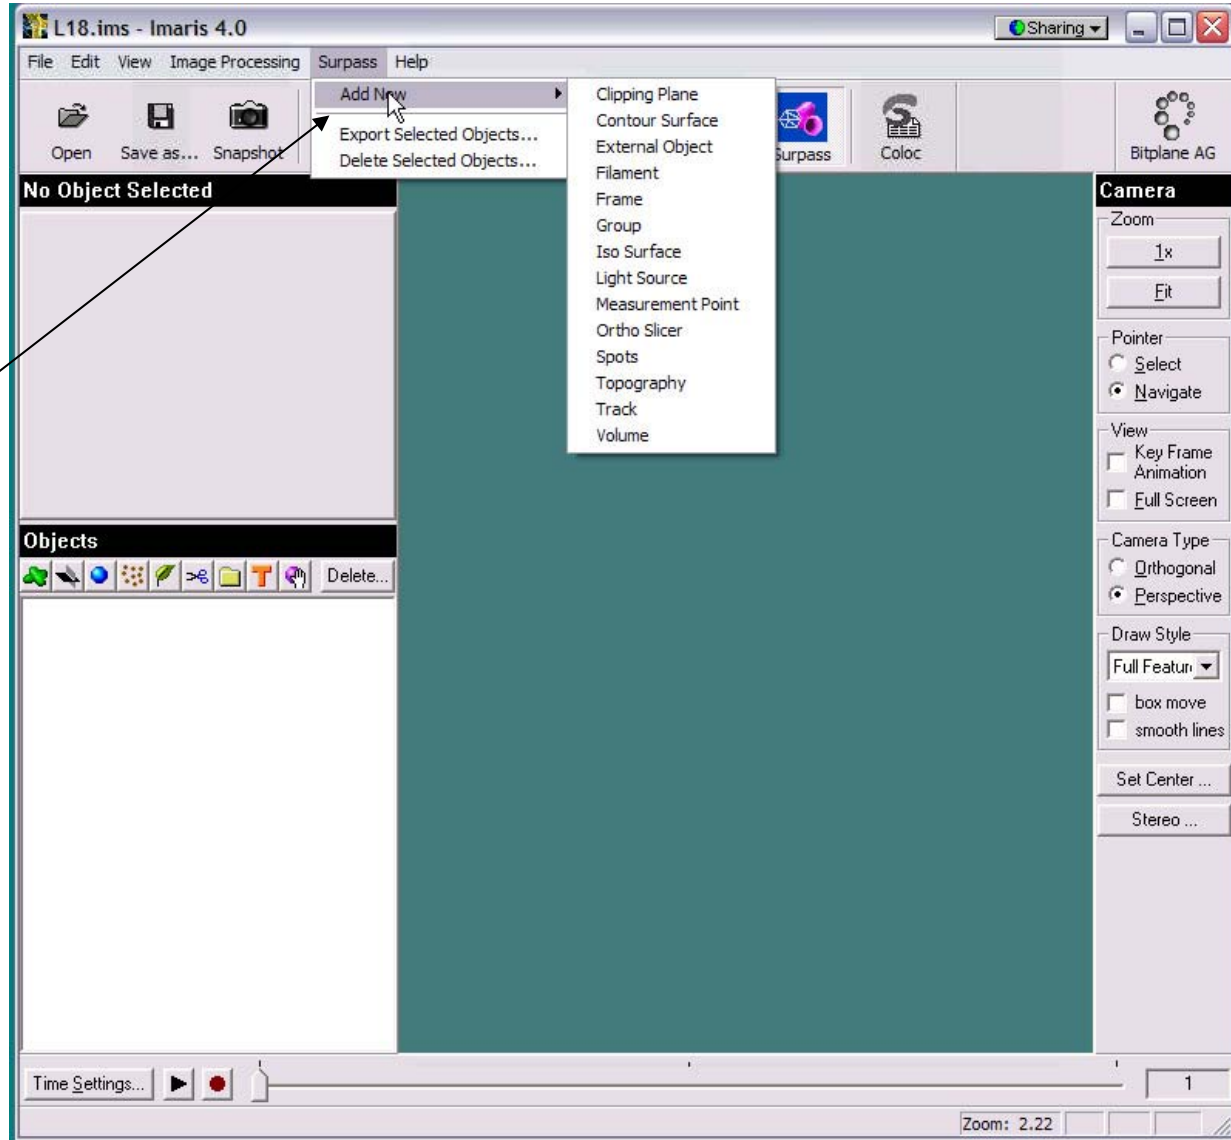 L18.ims - Imaris 4.0
Sharing
File Edit View Image Processing Surpass Help
Open Save as... Snapshot
Surpass Coloc
Bitplane AG
Add New
Export Selected Objects...
Delete Selected Objects...
Clipping Plane
Contour Surface
External Object
Filament
Frame
Group
Iso Surface
Light Source
Measurement Point
Ortho Slicer
Spots
Topography
Track
Volume
No Object Selected
Objects
Delete...
Camera
Zoom
1x
Fit
Pointer
Select
Navigate
View
Key Frame
Animation
Full Screen
Camera Type
Orthogonal
Perspective
Draw Style
Full Featur
box move
smooth lines
Set Center ...
Stereo ...
Time Settings...
1
Zoom: 2.22